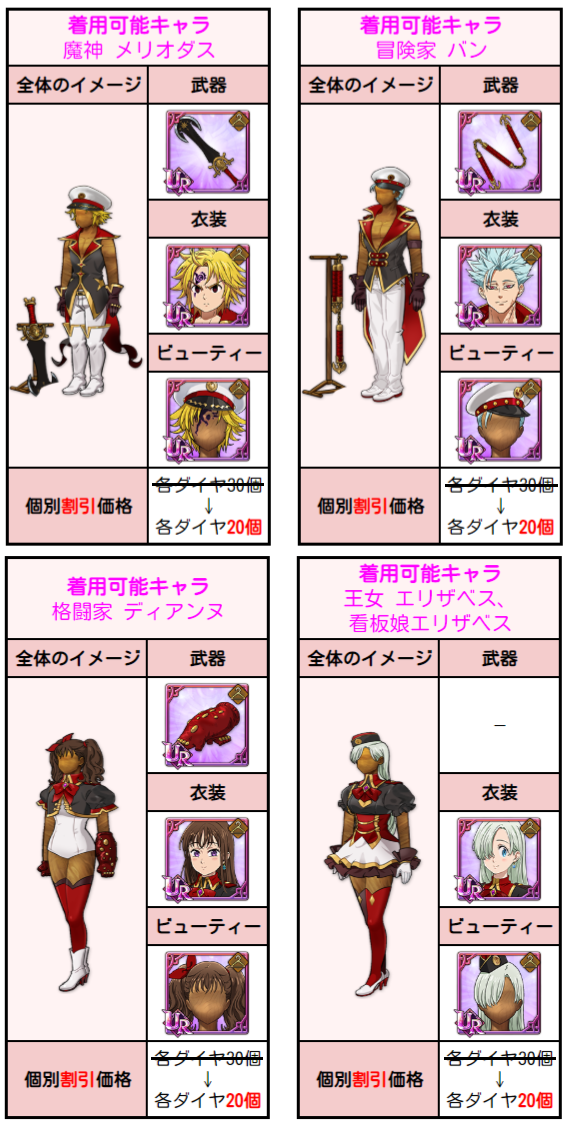 着用可能キャラ
魔神 メリオダス
全体のイメージ
武器
UR
衣装
UR
ビューティー
UR
個別割引価格
各ダイヤ30個
↓
各ダイヤ20個
着用可能キャラ
冒険家 バン
全体のイメージ
武器
UR
衣装
UR
ビューティー
UR
個別割引価格
各ダイヤ30個
↓
各ダイヤ20個
着用可能キャラ
格闘家 ディアンヌ
全体のイメージ
武器
UR
衣装
UR
ビューティー
UR
個別割引価格
各ダイヤ30個
↓
各ダイヤ20個
着用可能キャラ
王女 エリザベス、
看板娘エリザベス
全体のイメージ
武器
－
衣装
UR
ビューティー
UR
個別割引価格
各ダイヤ30個
↓
各ダイヤ20個